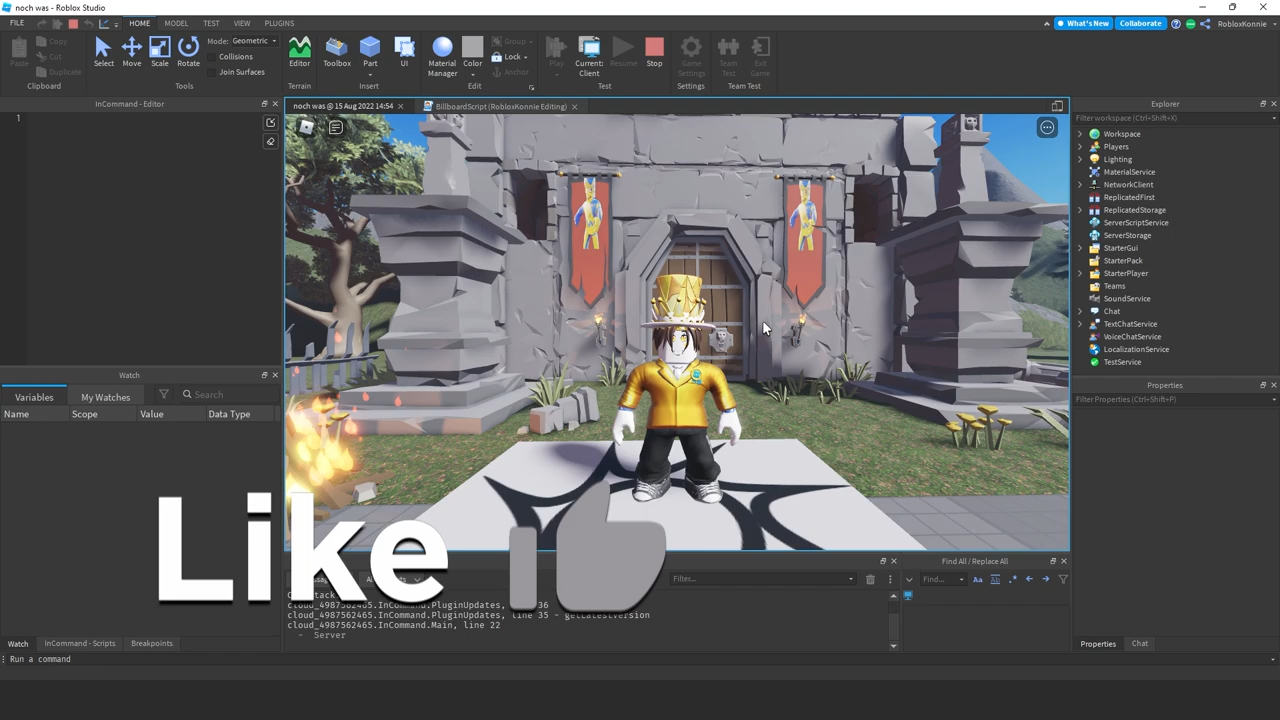 noch was - Roblox Studio
FILE HOME MODEL TEST VIEW PLUGINS What's New Collaborate RobloxKonnie
Paste Copy Cut Duplicate Clipboard
Select Move Scale Rotate Mode: Geometric Collisions Join Surfaces Tools
Editor Terrain
Toolbox Part UI Insert
Material Manager Color Group Lock Anchor Edit
Play Current: Client Resume Stop Test
Game Settings Settings
Team Test Exit Game Team Test
InCommand - Editor
1
noch was @ 15 Aug 2022 14:54 BillboardScript (RobloxKonnie Editing)
Explorer
Filter workspace (Ctrl+Shift+X)
Workspace
Players
Lighting
MaterialService
NetworkClient
ReplicatedFirst
ReplicatedStorage
ServerScriptService
ServerStorage
StarterGui
StarterPack
StarterPlayer
Teams
SoundService
Chat
TextChatService
VoiceChatService
LocalizationService
TestService
Properties
Filter Properties (Ctrl+Shift+P)
Watch
Variables My Watches Search
Name Scope Value Data Type
Like
Filter...
cloud_4987562465.InCommand.PluginUpdates, 36
cloud_4987562465.InCommand.PluginUpdates, line 35 - getLatestVersion
cloud_4987562465.InCommand.Main, line 22
- Server
Find All / Replace All
Find... Aa Ab .*
Watch InCommand - Scripts Breakpoints
Properties Chat
Run a command